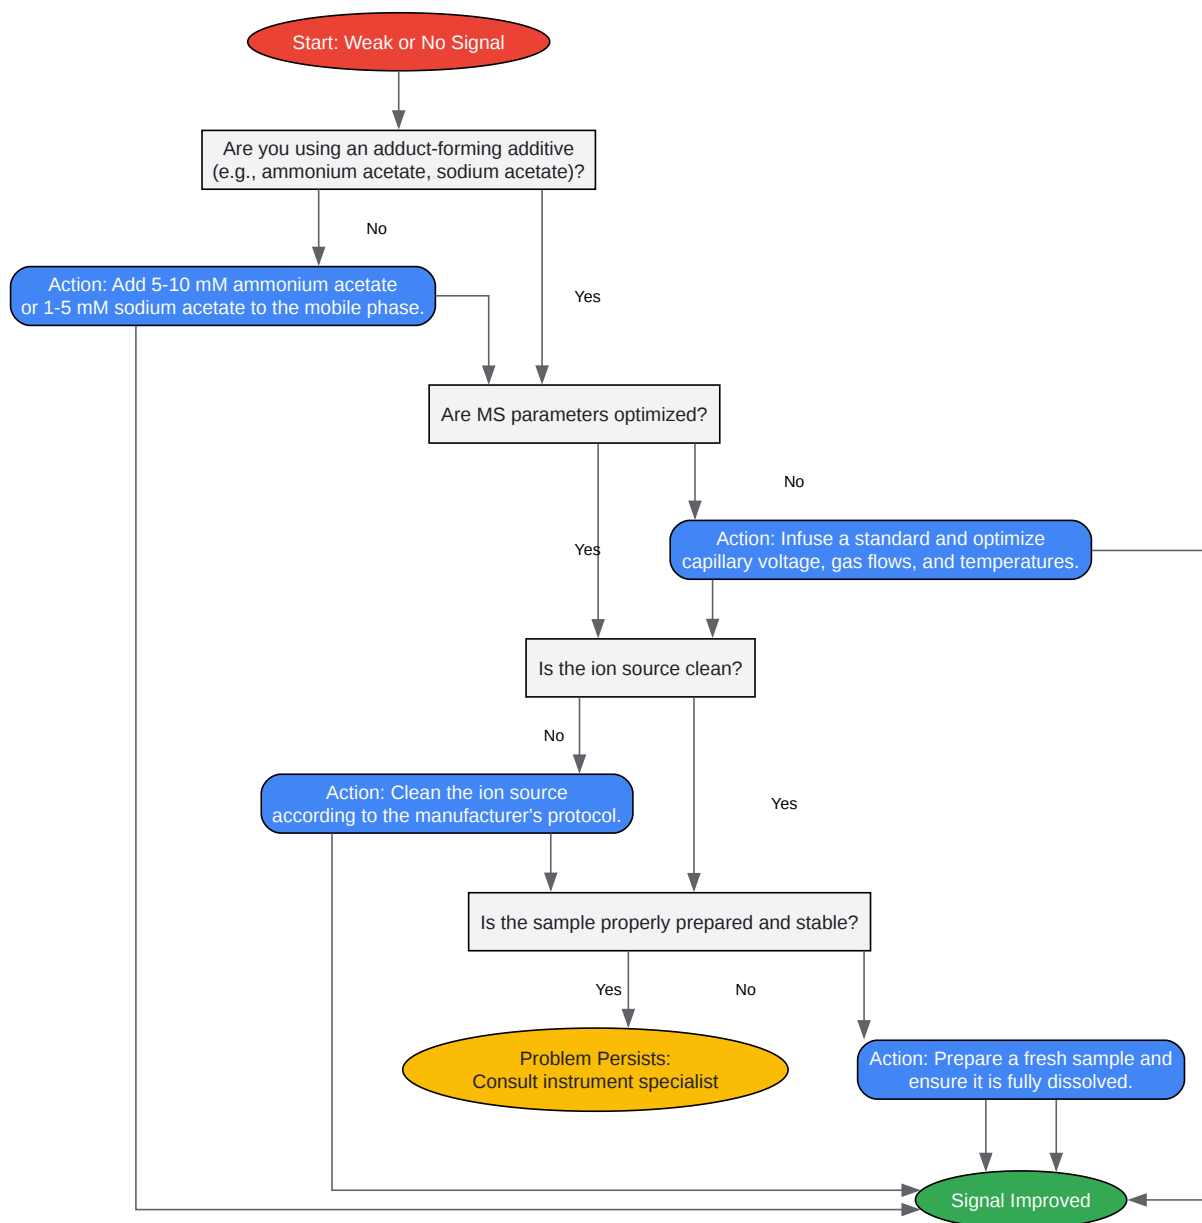 Start: Weak or No Signal
Are you using an adduct-forming additive
(e.g., ammonium acetate, sodium acetate)?
No
Action: Add 5-10 mM ammonium acetate
or 1-5 mM sodium acetate to the mobile phase.
Yes
Are MS parameters optimized?
No
Action: Infuse a standard and optimize
capillary voltage, gas flows, and temperatures.
Yes
Is the ion source clean?
No
Action: Clean the ion source
according to the manufacturer's protocol.
Yes
Is the sample properly prepared and stable?
Yes
No
Problem Persists:
Consult instrument specialist
Action: Prepare a fresh sample and
ensure it is fully dissolved.
Signal Improved